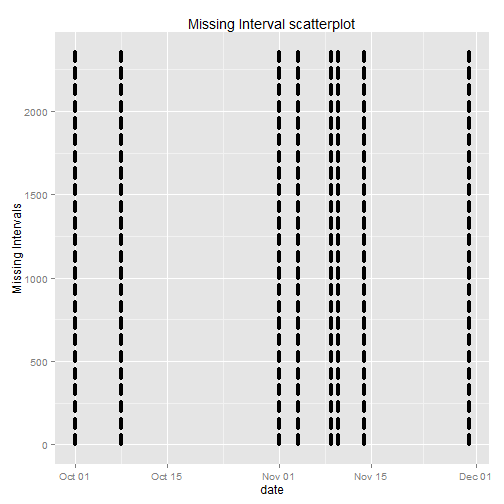 Missing Interval scatterplot
Missing Intervals
2000
1500
1000
500
0
Oct 01
Oct 15
Nov 01
Nov 15
Dec 01
date